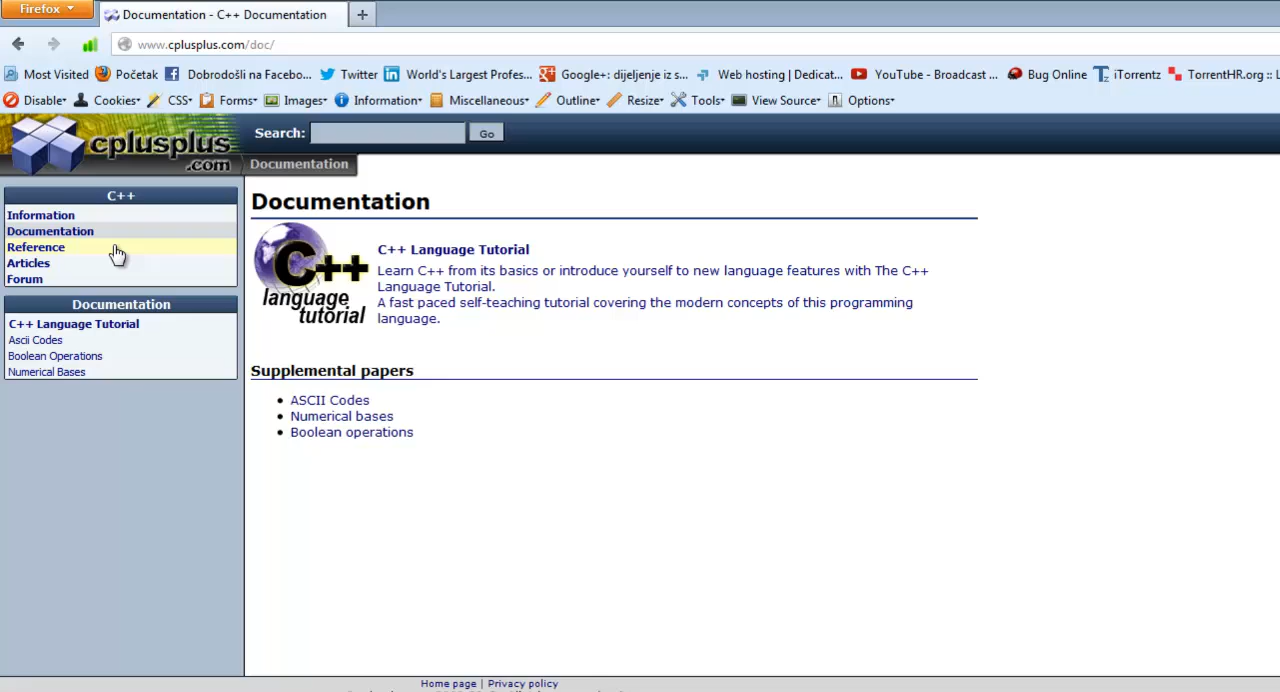 Firefox
Documentation - C++ Documentation
www.cplusplus.com/doc/
Most Visited Početak Dobrodošli na Facebo... Twitter World's Largest Profes... Google+: dijeljenje iz s... Web hosting | Dedicat... YouTube - Broadcast ... Bug Online iTorrentz TorrentHR.org ::
Disable Cookies CSS Forms Images Information Miscellaneous Outline Resize Tools View Source Options
cplusplus
.com
Search:
Go
Documentation
C++
Information
Documentation
Reference
Articles
Forum
Documentation
C++ Language Tutorial
Ascii Codes
Boolean Operations
Numerical Bases
Documentation
C++
language
tutorial
C++ Language Tutorial
Learn C++ from its basics or introduce yourself to new language features with The C++
Language Tutorial.
A fast paced self-teaching tutorial covering the modern concepts of this programming
language.
Supplemental papers
• ASCII Codes
• Numerical bases
• Boolean operations
Home page | Privacy policy